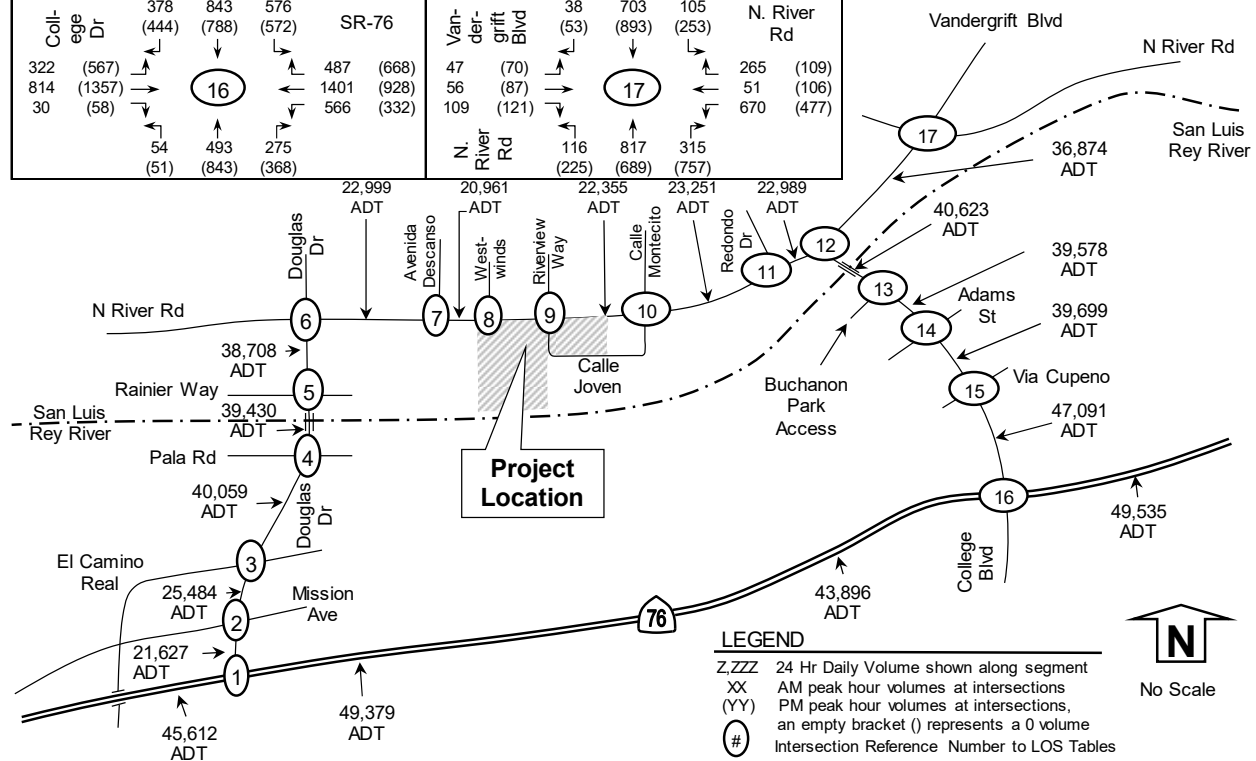 Coll-
ege
Dr
378 843 576
(444) (788) (572)
SR-76
322 (567)
814 (1357)
30 (58)
16
487 (668)
1401 (928)
566 (332)
54 493 275
(51) (843) (368)
Van-
der-
grift
Blvd
38 703 105
(53) (893) (253)
N. River
Rd
47 (70)
56 (87)
109 (121)
17
265 (109)
51 (106)
670 (477)
N.
River
Rd
116 817 315
(225) (689) (757)
Vandergrift Blvd
N River Rd
17
San Luis
Rey River
36,874
ADT
22,999
ADT
20,961
ADT
22,355
ADT
23,251
ADT
22,989
ADT
40,623
ADT
Douglas
Dr
Avenida
Descanso
West-
winds
Riverview
Way
Calle
Montecito
Redondo
Dr
12
11
39,578
ADT
13
N River Rd
6
7
8
9
10
Adams
St
14
39,699
ADT
38,708
ADT
Calle
Joven
Buchanon
Park
Access
Rainier Way
5
15
Via Cupeno
San Luis
Rey River
39,430
ADT
47,091
ADT
Pala Rd
4
Project
Location
40,059
ADT
Douglas
Dr
16
49,535
ADT
El Camino
Real
3
College
Blvd
25,484
ADT
Mission
Ave
43,896
ADT
2
76
21,627
ADT
1
45,612
ADT
49,379
ADT
LEGEND
Z,ZZZ 24 Hr Daily Volume shown along segment
XX AM peak hour volumes at intersections
(YY) PM peak hour volumes at intersections,
an empty bracket () represents a 0 volume
# Intersection Reference Number to LOS Tables
N
No Scale